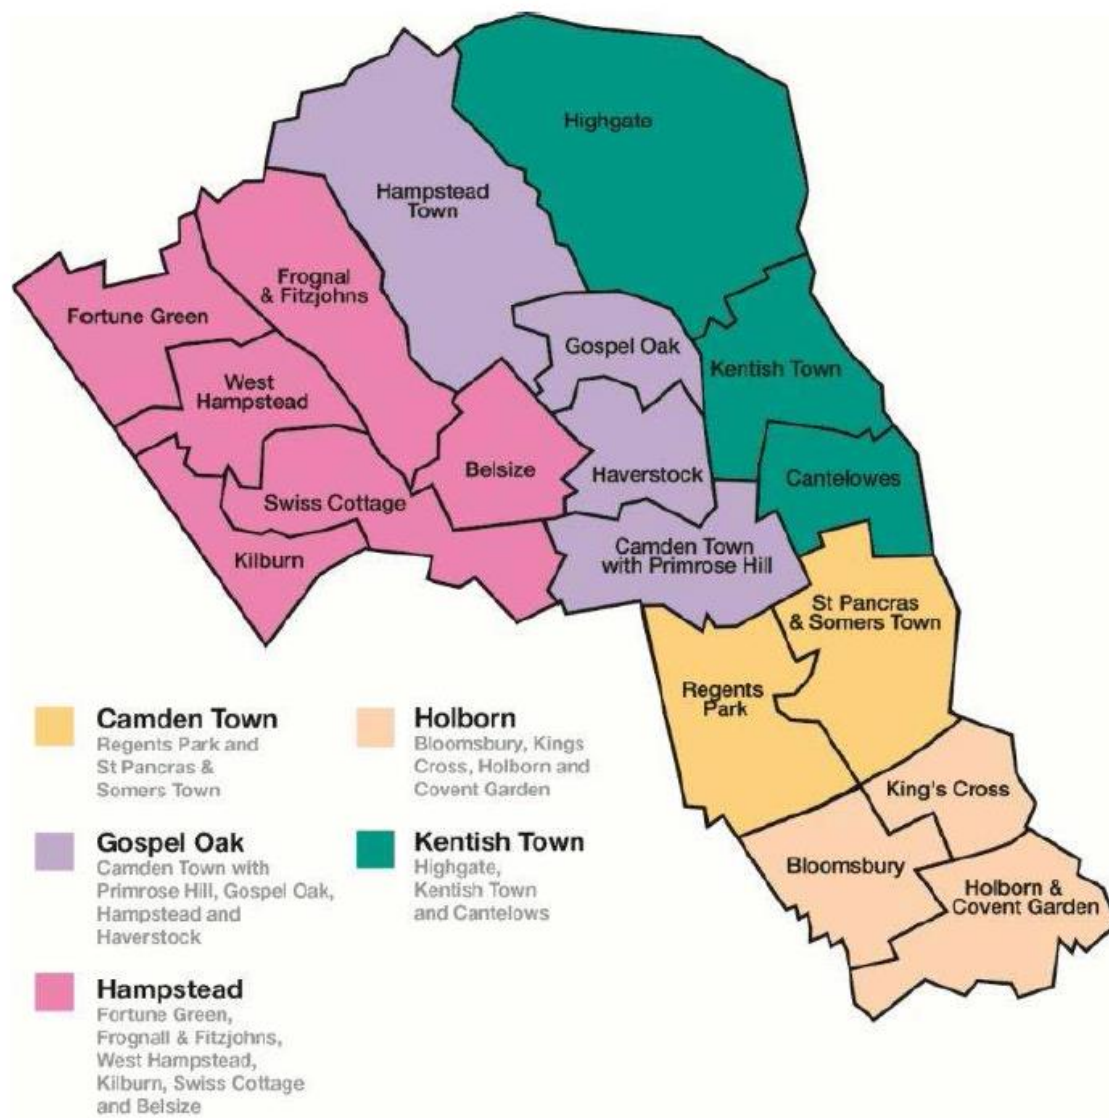 Highgate
Hampstead
Town
Frognal
& Fitzjohns
Fortune Green
Gospel Oak
Kentish Town
West
Hampstead
Belsize
Haverstock
Cantelowes
Swiss Cottage
Kilburn
Camden Town
with Primrose Hill
St Pancras
& Somers Town
Regents
Park
King's Cross
Bloomsbury
Holborn &
Covent Garden
Camden Town
Regents Park and
St Pancras &
Somers Town
Gospel Oak
Camden Town with
Primrose Hill, Gospel Oak,
Hampstead and
Haverstock
Hampstead
Fortune Green,
Frognall & Fitzjohns,
West Hampstead,
Kilburn, Swiss Cottage
and Belsize
Holborn
Bloomsbury, Kings
Cross, Holborn and
Covent Garden
Kentish Town
Highgate,
Kentish Town
and Cantelows